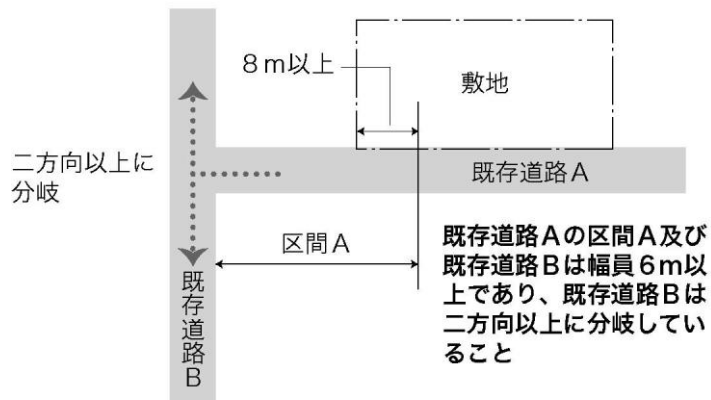 8m以上
敷地
二方向以上に
分岐
既存道路A
区間A
既存道路Aの区間A及び
既存道路Bは幅員6m以
上であり、既存道路Bは
二方向以上に分岐してい
ること
既存道路B